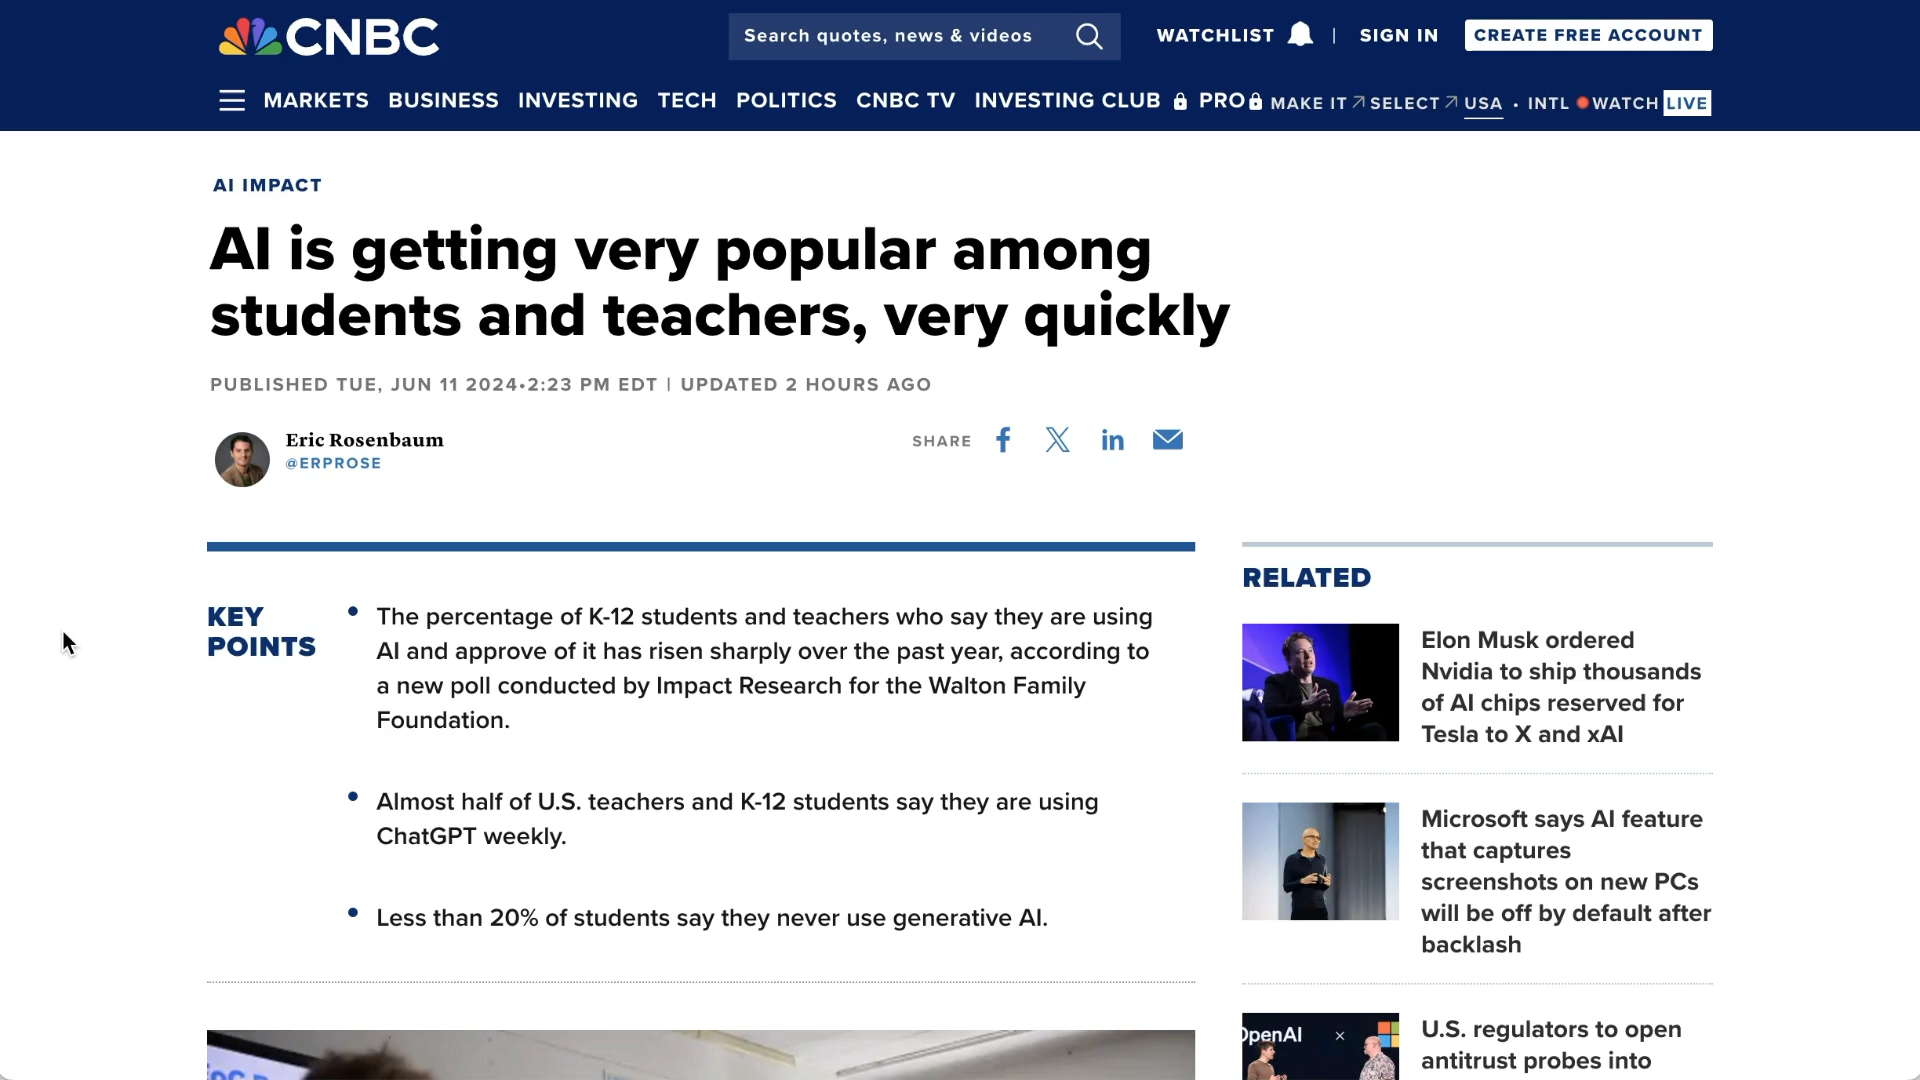 CNBC
Search quotes, news & videos
WATCHLIST | SIGN IN CREATE FREE ACCOUNT
MARKETS BUSINESS INVESTING TECH POLITICS CNBC TV INVESTING CLUB PRO MAKE IT SELECT USA · INTL WATCH LIVE
AI IMPACT
AI is getting very popular among
students and teachers, very quickly
PUBLISHED TUE, JUN 11 2024•2:23 PM EDT | UPDATED 2 HOURS AGO
Eric Rosenbaum
@ERPROSE
SHARE
KEY
POINTS
• The percentage of K-12 students and teachers who say they are using
AI and approve of it has risen sharply over the past year, according to
a new poll conducted by Impact Research for the Walton Family
Foundation.
• Almost half of U.S. teachers and K-12 students say they are using
ChatGPT weekly.
• Less than 20% of students say they never use generative AI.
RELATED
Elon Musk ordered
Nvidia to ship thousands
of AI chips reserved for
Tesla to X and xAI
Microsoft says AI feature
that captures
screenshots on new PCs
will be off by default after
backlash
OpenAI ×
U.S. regulators to open
antitrust probes into